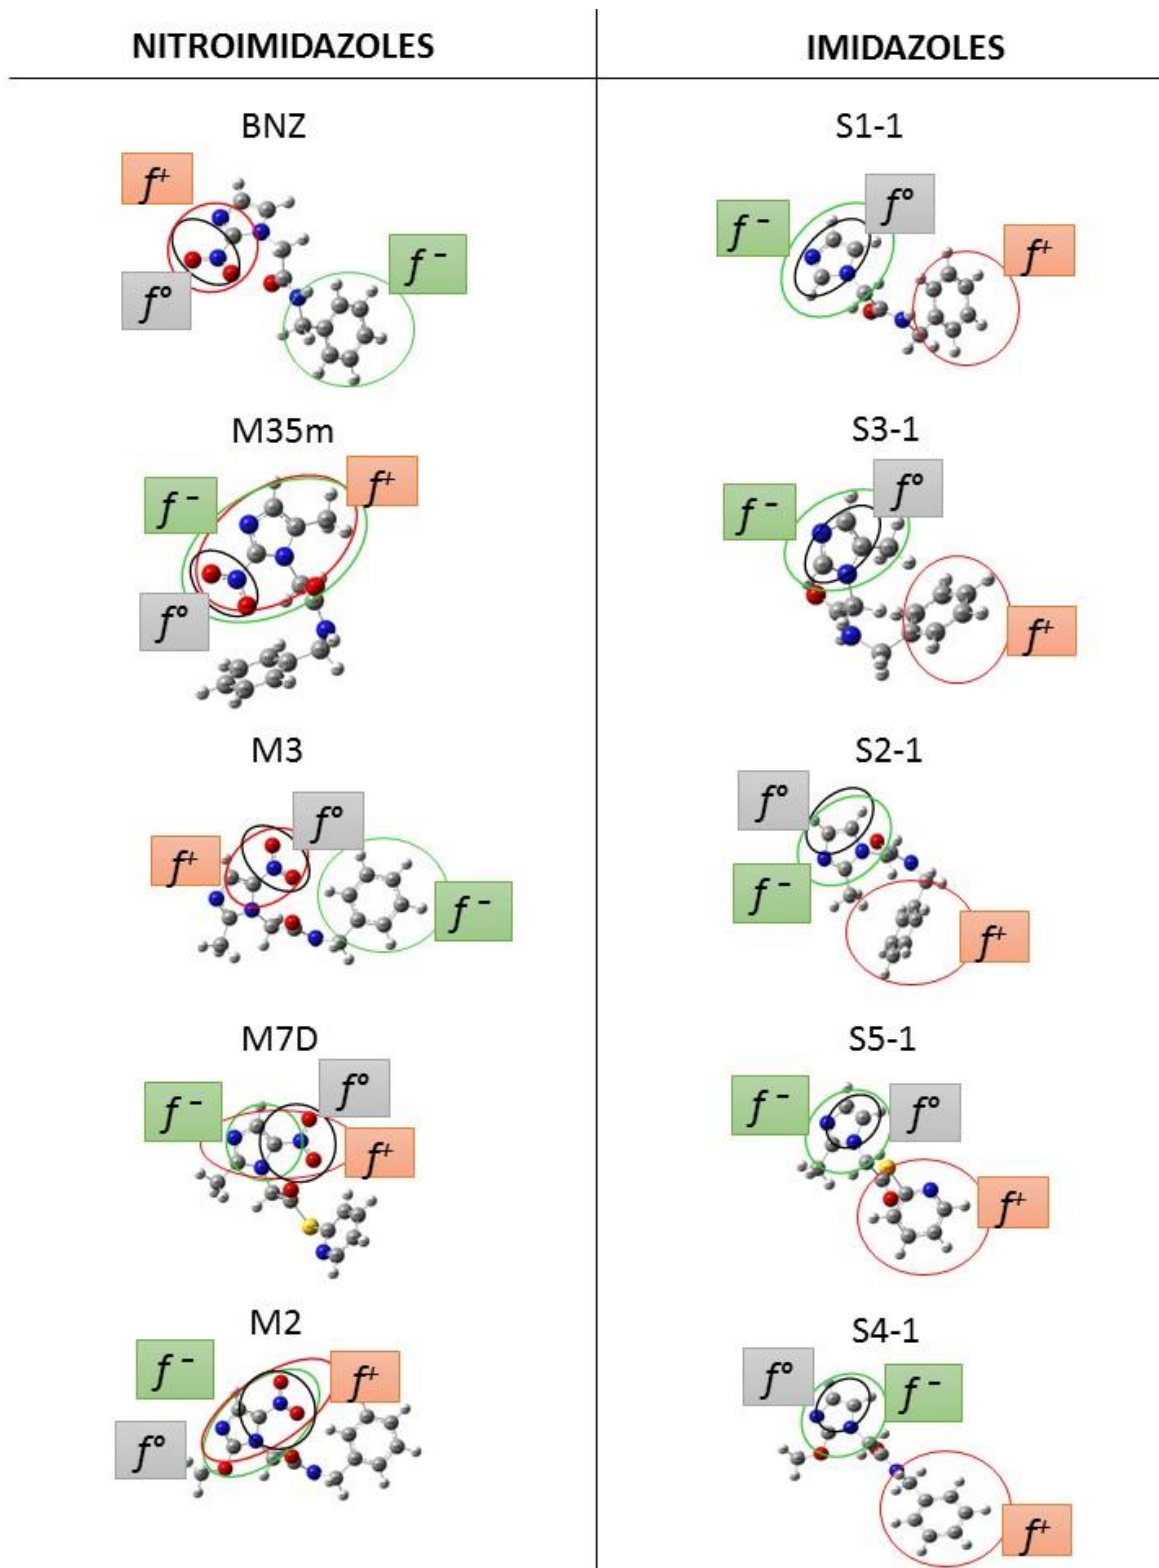 NITROIMIDAZOLES
IMIDAZOLES
BNZ
f⁺
f°
f⁻
M35m
f⁻
f⁺
f°
M3
f°
f⁺
f⁻
M7D
f°
f⁻
f⁺
M2
f⁻
f⁺
f°
S1-1
f°
f⁻
f⁺
S3-1
f°
f⁻
f⁺
S2-1
f°
f⁻
f⁺
S5-1
f⁻
f°
f⁺
S4-1
f°
f⁻
f⁺